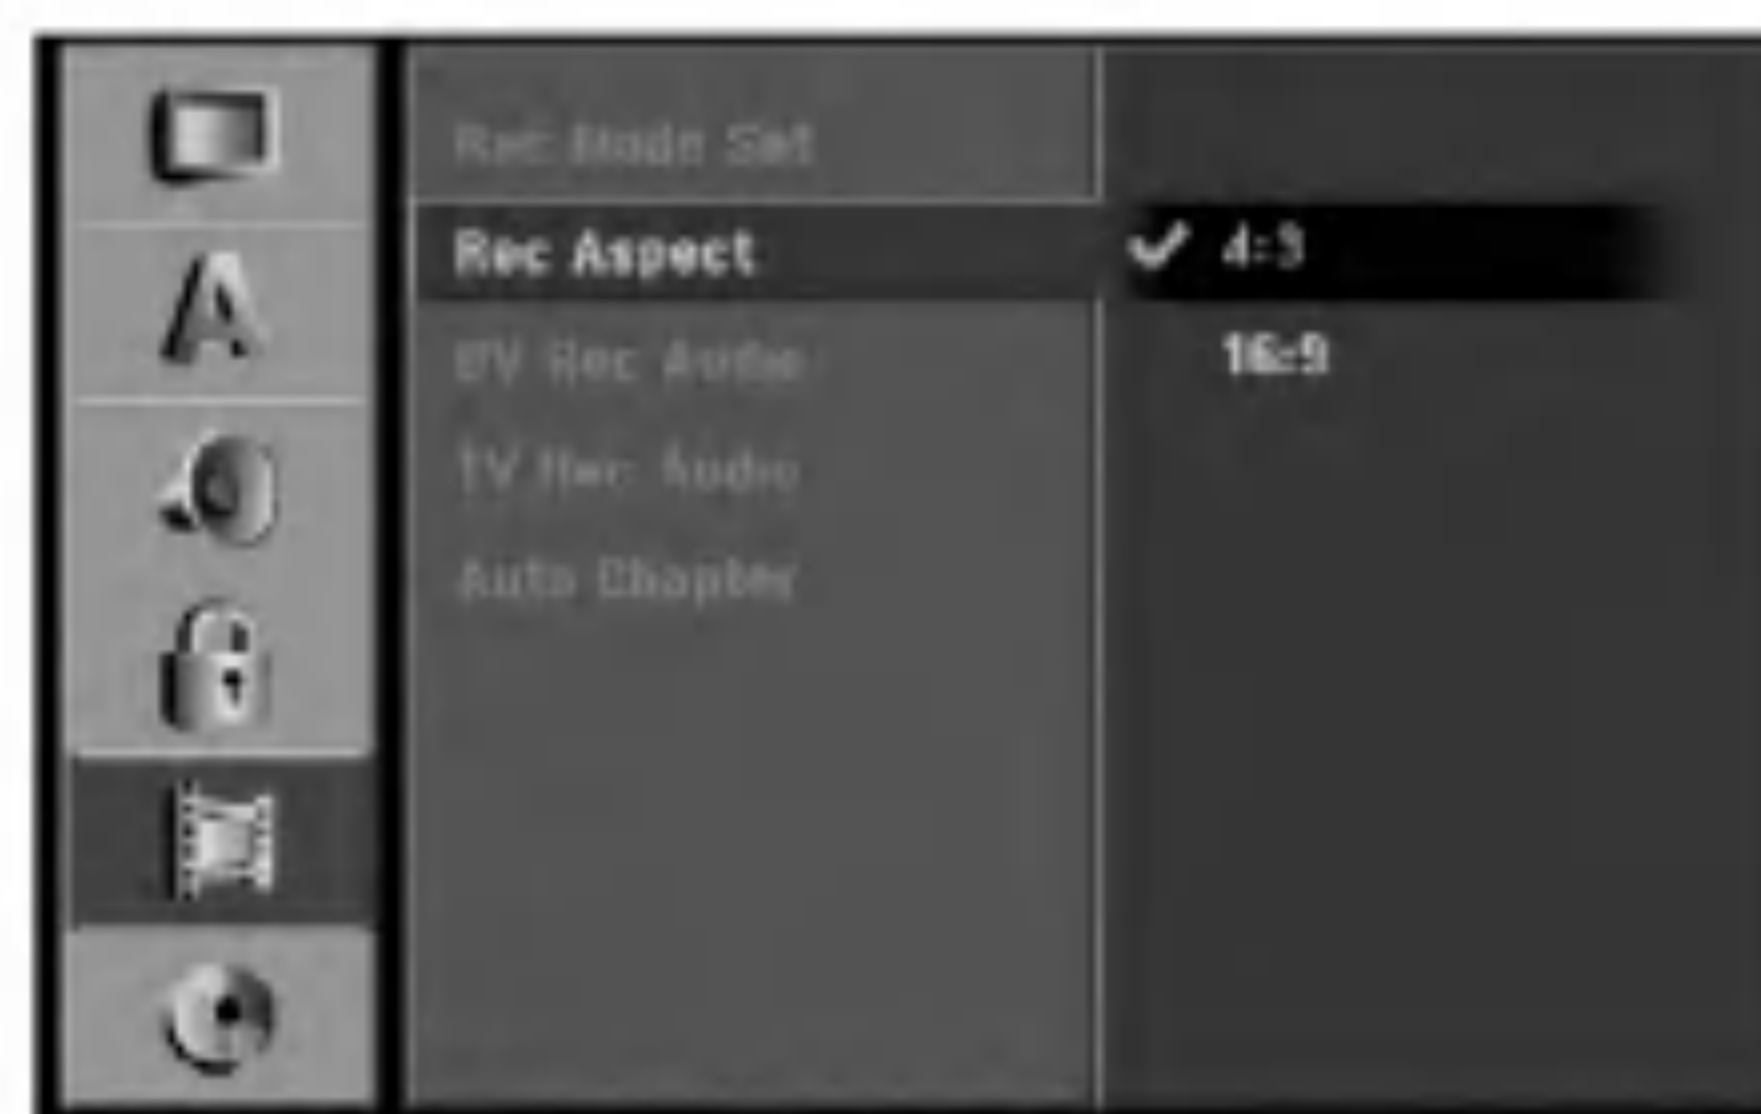 Rec Mode Set
Rec Aspect
4:3
16:9
DV Rec Audio
TV Rec Audio
Auto Chapter